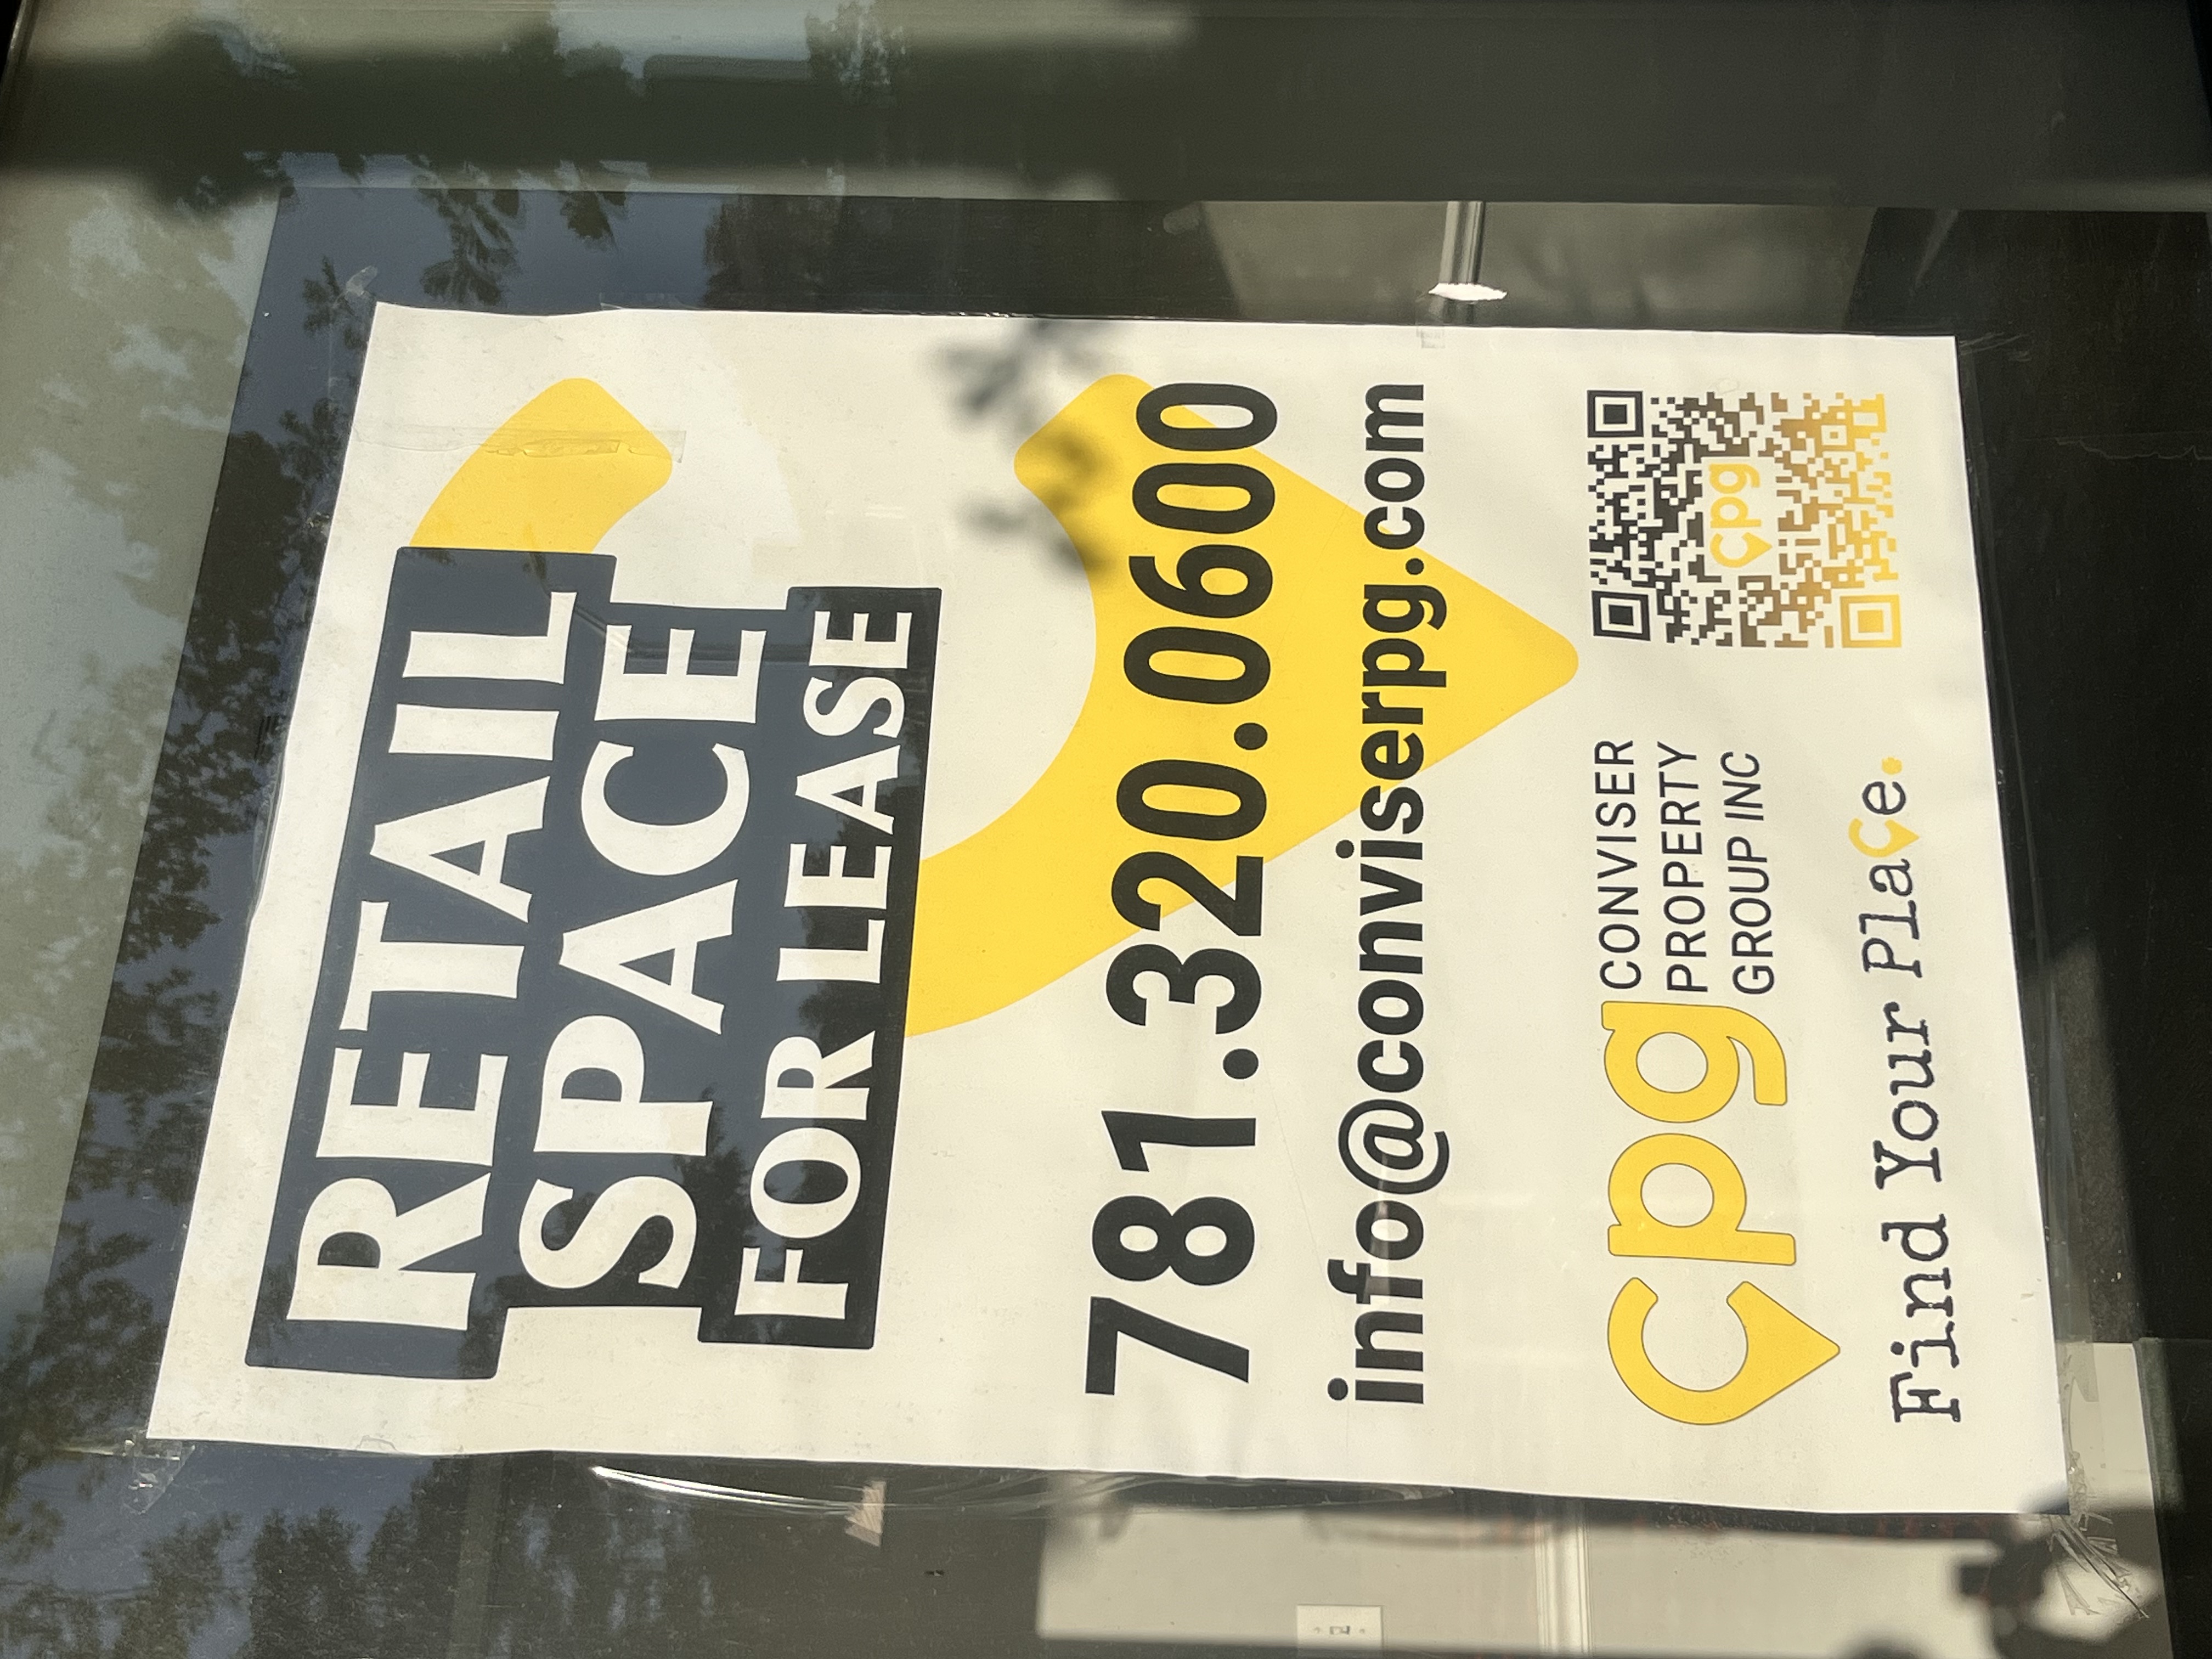 RETAIL
SPACE
FOR LEASE
781.320.0600
info@conviserpg.com
cpg
CONVISER
PROPERTY
GROUP INC
cpg
Find Your Place.